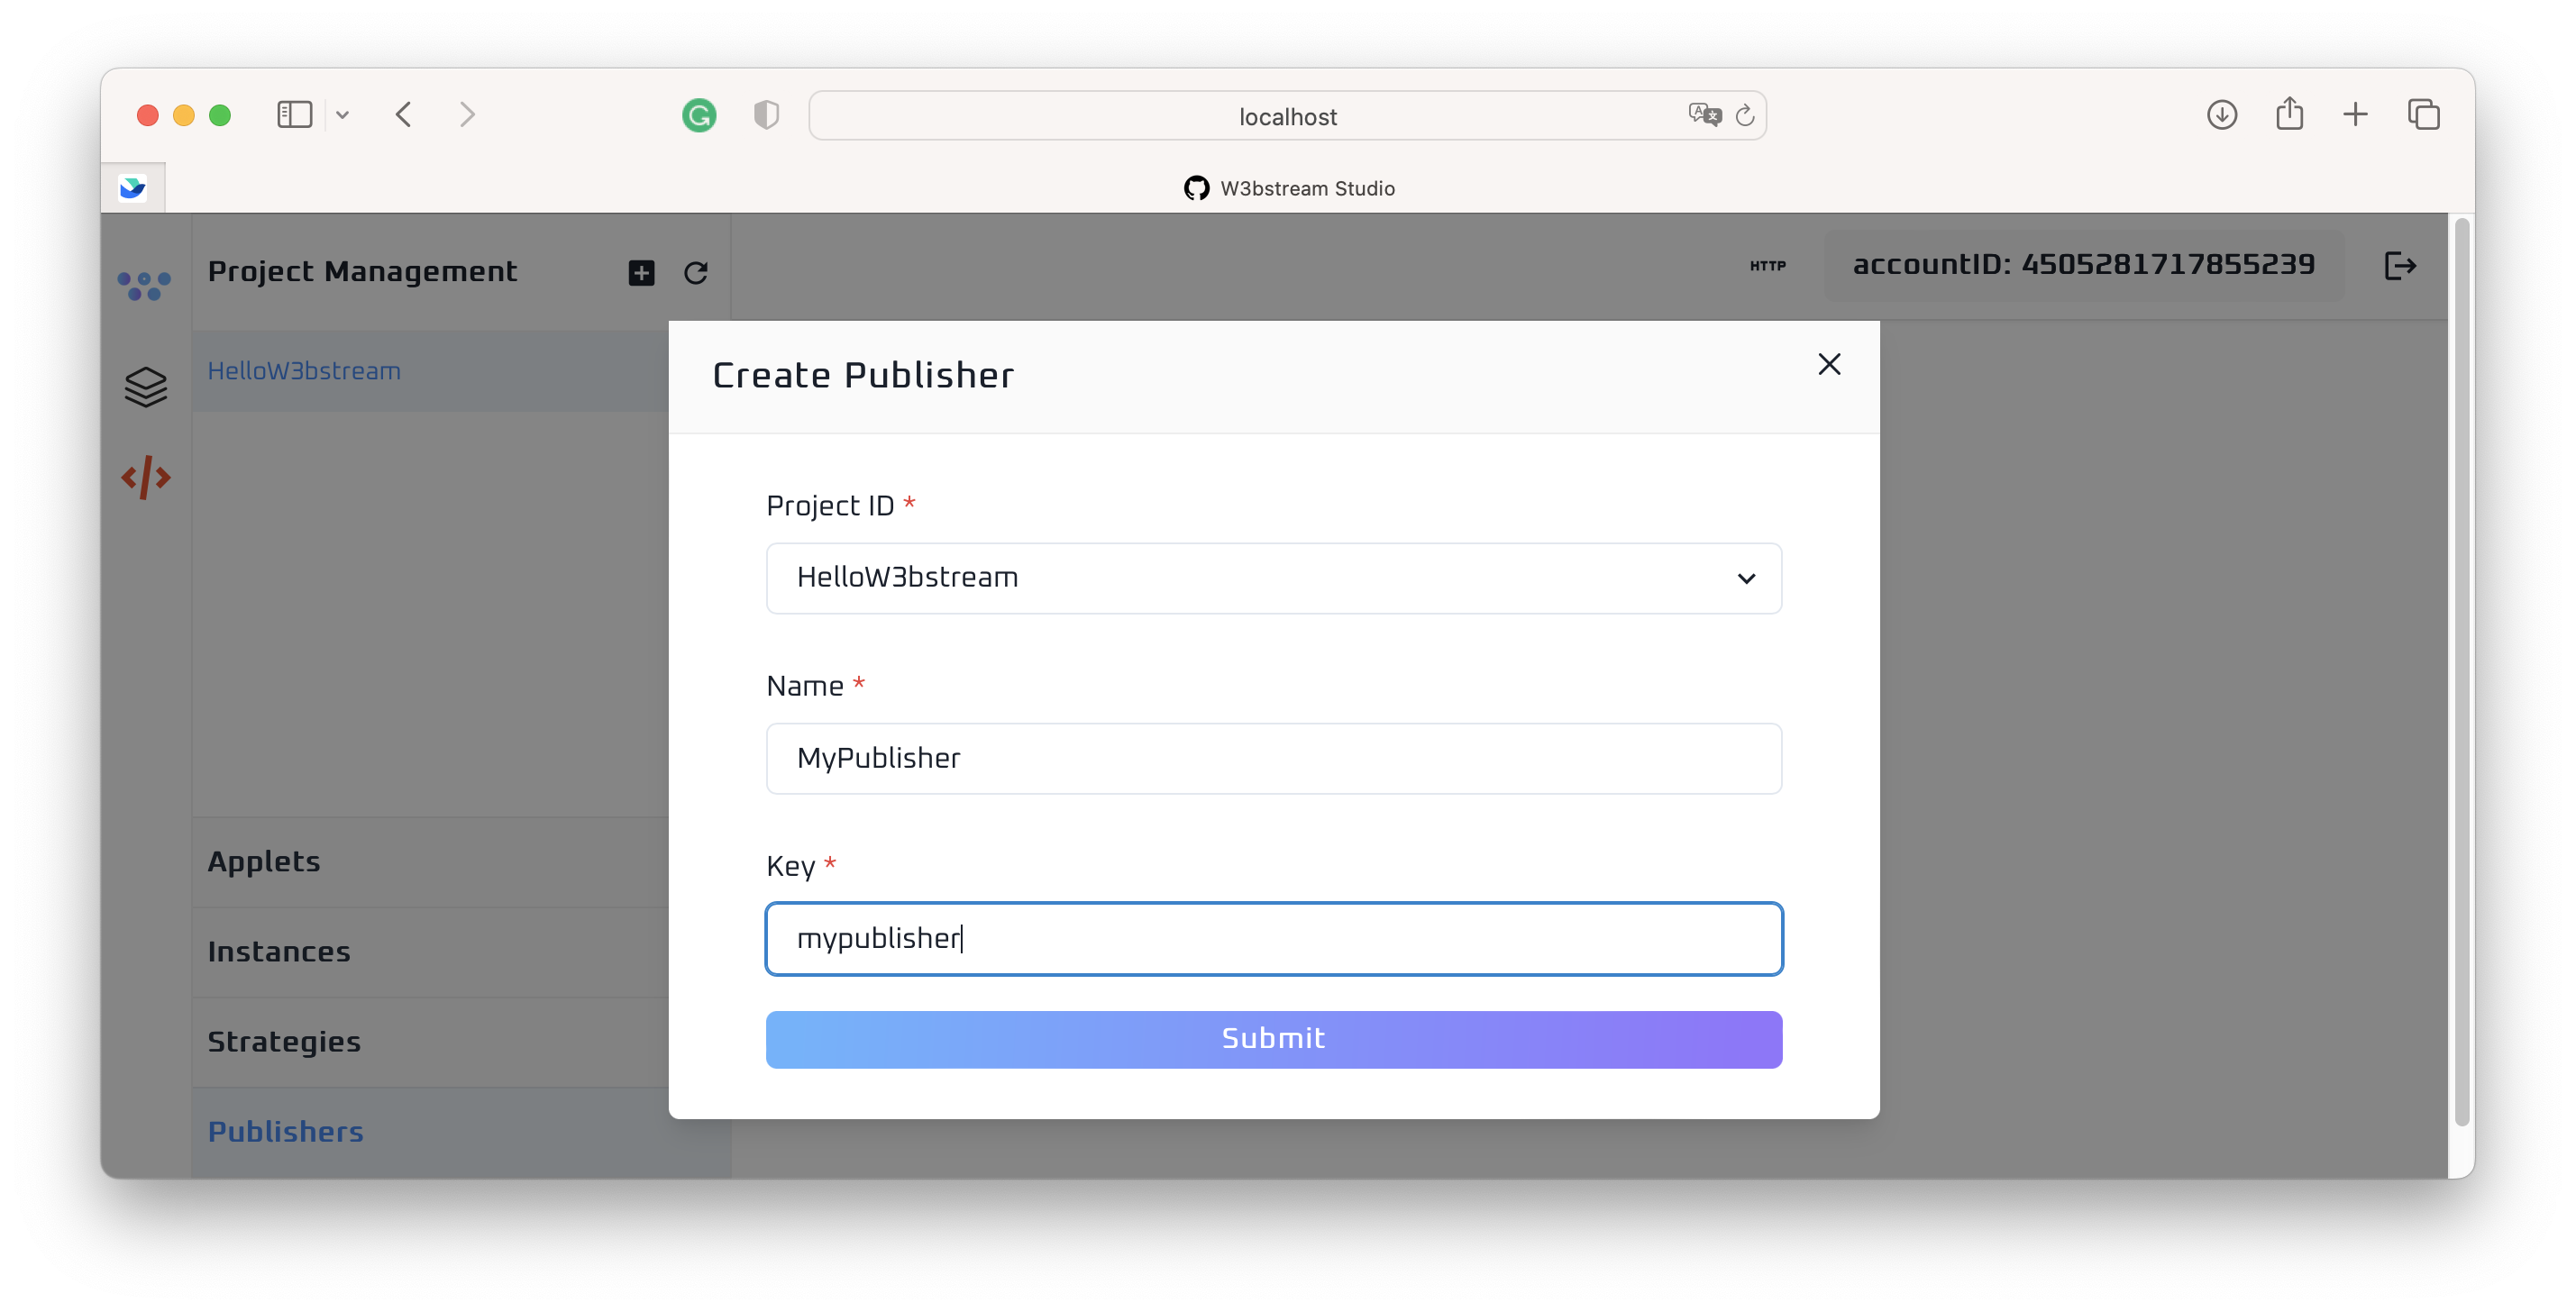 localhost
W3bstream Studio
Project Management
HTTP
accountID: 4505281717855239
HelloW3bstream
Create Publisher
Project ID *
HelloW3bstream
Name *
MyPublisher
Key *
mypublisher
Submit
Applets
Instances
Strategies
Publishers